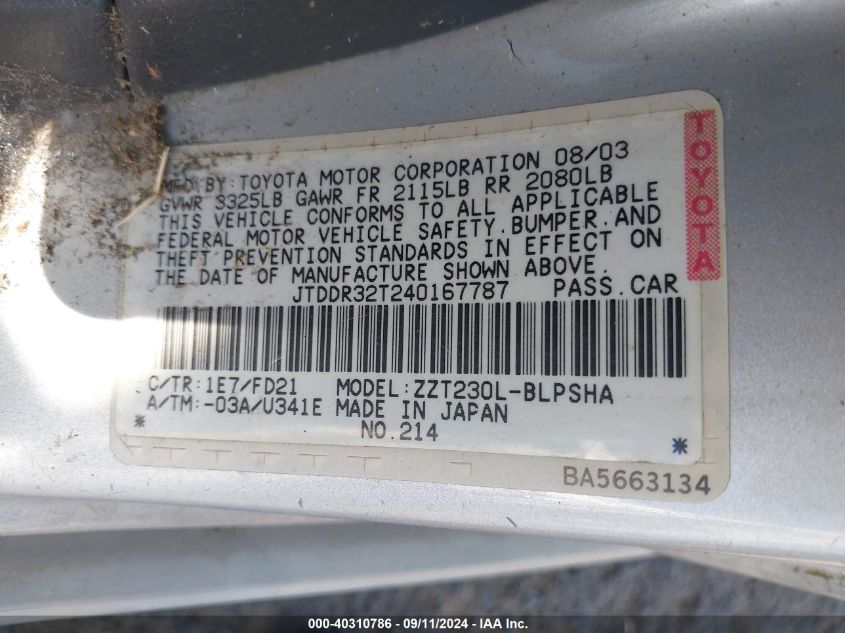 MFD BY: TOYOTA MOTOR CORPORATION 08/03
GVWR 3325LB GAWR FR 2115LB RR 2080LB
THIS VEHICLE CONFORMS TO ALL APPLICABLE
FEDERAL MOTOR VEHICLE SAFETY, BUMPER, AND
THEFT PREVENTION STANDARDS IN EFFECT ON
THE DATE OF MANUFACTURE SHOWN ABOVE.
JTDDR32T240167787 PASS.CAR
C/TR:1E7/FD21 MODEL:ZZT230L-BLPSHA
A/TM:-03A/U341E MADE IN JAPAN
* NO.214 *
BA5663134
TOYOTA
000-40310786 - 09/11/2024 - IAA Inc.